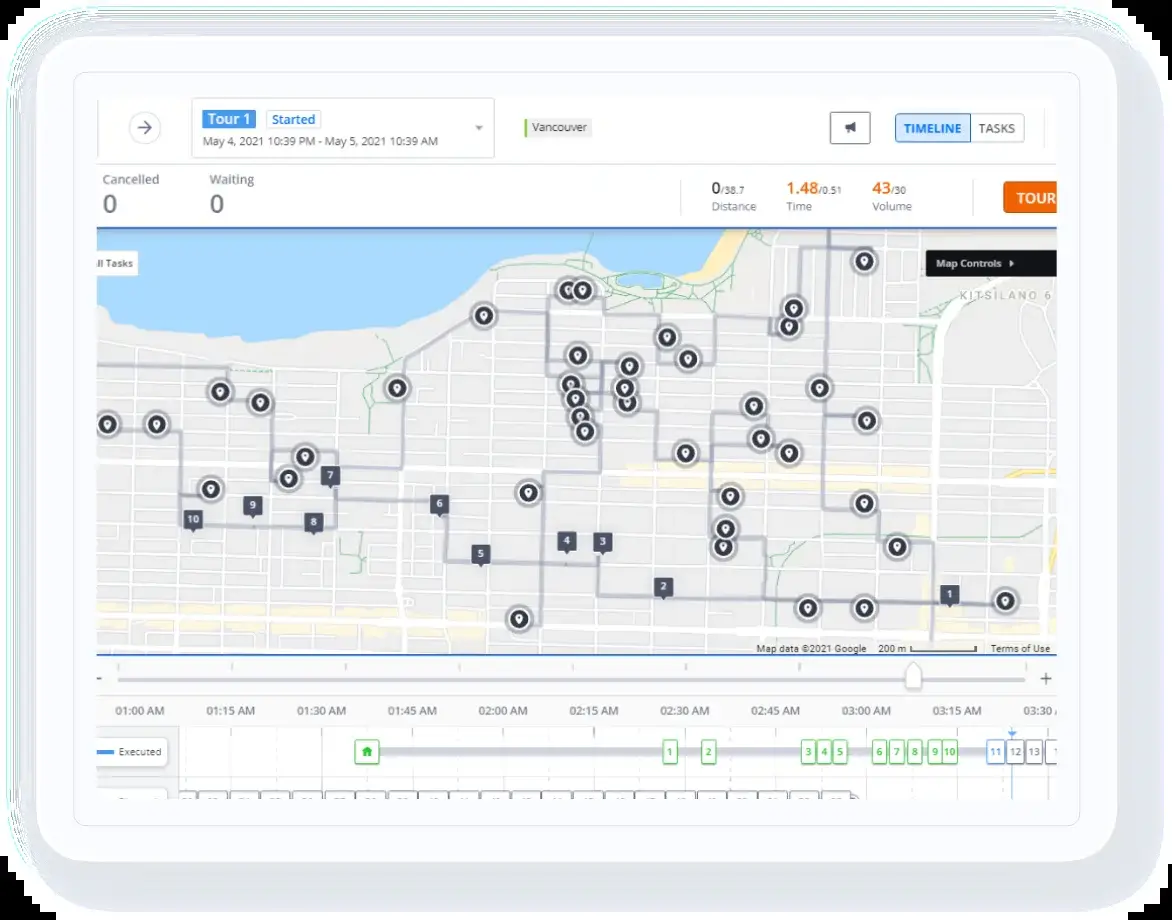 Tour 1 Started
May 4, 2021 10:39 PM - May 5, 2021 10:39 AM
Vancouver
TIMELINE TASKS
Cancelled
0
Waiting
0
0/38.7
Distance
1.48/0.51
Time
43/30
Volume
TOUR
ll Tasks
Map Controls
KITSILANO 6
7
6
9
10
8
5
4
3
2
1
Map data ©2021 Google 200 m Terms of Use
- +
01:00 AM 01:15 AM 01:30 AM 01:45 AM 02:00 AM 02:15 AM 02:30 AM 02:45 AM 03:00 AM 03:15 AM 03:30
Executed
1 2 3 4 5 6 7 8 9 10 11 12 13 1